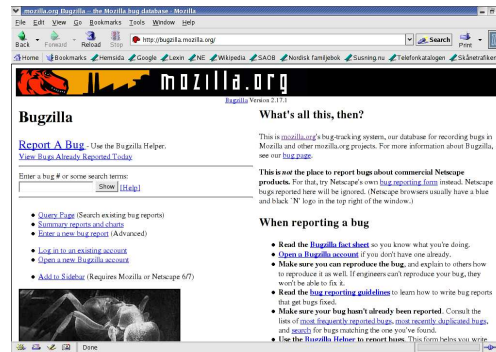 mozilla.org Bugzilla -- the Mozilla bug database - Mozilla
File Edit View Go Bookmarks Tools Window Help
Back Forward Reload Stop http://bugzilla.mozilla.org/ Search Print
Home Bookmarks Hemsida Google Lexin NE Wikipedia SAOB Nordisk familjebok Susning.nu Telefonkatalogen Skånetrafiken
mozilla.org
Bugzilla Version 2.17.1
Bugzilla
Report A Bug - Use the Bugzilla Helper.
View Bugs Already Reported Today
Enter a bug # or some search terms:
Show [Help]
Query Page (Search existing bug reports)
Summary reports and charts
Enter a new bug report (Advanced)
Log in to an existing account
Open a new Bugzilla account
Add to Sidebar (Requires Mozilla or Netscape 6/7)
What's all this, then?
This is mozilla.org's bug-tracking system, our database for recording bugs in
Mozilla and other mozilla.org projects. For more information about Bugzilla,
see our bug page.
This is not the place to report bugs about commercial Netscape
products. For that, try Netscape's own bug reporting form instead. Netscape
bugs reported here will be ignored. (Netscape browsers usually have a blue
and black `N' logo in the top right of the window.)
When reporting a bug
Read the Bugzilla fact sheet so you know what you're doing.
Open a Bugzilla account if you don't have one already.
Make sure you can reproduce the bug, and explain to others how
to reproduce it as well. If engineers can't reproduce your bug, they
won't be able to fix it.
Read the bug reporting guidelines to learn how to write bug reports
that get bugs fixed.
Make sure your bug hasn't already been reported. Consult the
lists of most frequently reported bugs, most recently duplicated bugs,
and search for bugs matching the one you've found.
Use the Bugzilla Helper to report bugs. This form helps you write
Done